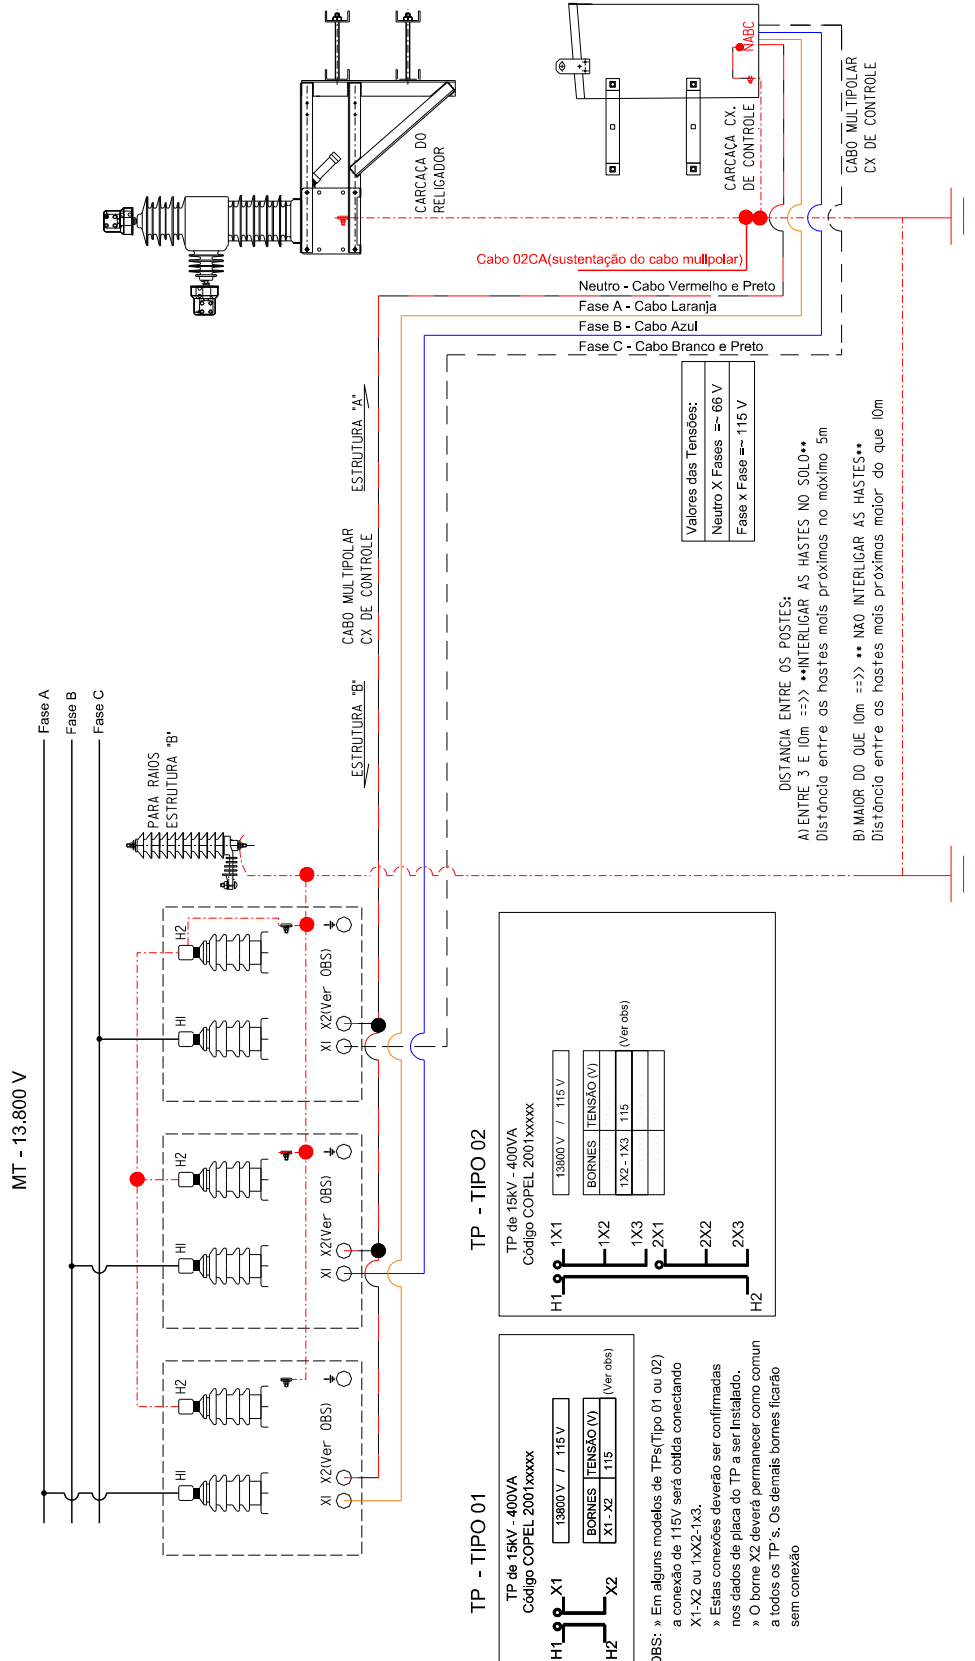 MT - 13.800 V
Fase A
Fase B
Fase C
PARA RAIOS
ESTRUTURA "B"
H1
H2
X1
X2(Ver OBS)
H1
H2
X1
X2(Ver OBS)
H1
H2
X1
X2(Ver OBS)
ESTRUTURA "B"
CABO MULTIPOLAR
CX DE CONTROLE
ESTRUTURA "A"
CARCAÇA DO
RELIGADOR
CARCAÇA CX.
DE CONTROLE
NABC
CABO MULTIPOLAR
CX DE CONTROLE
Cabo 02CA(sustentação do cabo mullpolar)
Neutro - Cabo Vermelho e Preto
Fase A - Cabo Laranja
Fase B - Cabo Azul
Fase C - Cabo Branco e Preto
Valores das Tensões:
Neutro X Fases =~ 66 V
Fase x Fase =~ 115 V
DISTANCIA ENTRE OS POSTES:
A) ENTRE 3 E 10m ==>> **INTERLIGAR AS HASTES NO SOLO**
Distância entre as hastes mais próximas no máximo 5m
B) MAIOR DO QUE 10m ==>> ** NÃO INTERLIGAR AS HASTES**
Distância entre as hastes mais próximas maior do que 10m
TP - TIPO 01
TP de 15kV - 400VA
Código COPEL 2001xxxxx
13800 V / 115 V
BORNES TENSÃO (V)
X1 - X2 115
(Ver obs)
H1
X1
H2
X2
TP - TIPO 02
TP de 15kV - 400VA
Código COPEL 2001xxxxx
13800 V / 115 V
BORNES TENSÃO (V)
1X2 - 1X3 115
(Ver obs)
H1
1X1
1X2
1X3
2X1
2X2
2X3
H2
OBS: » Em alguns modelos de TPs(Tipo 01 ou 02)
a conexão de 115V será obtida conectando
X1-X2 ou 1xX2-1x3.
» Estas conexões deverão ser confirmadas
nos dados de placa do TP a ser Instalado.
» O borne X2 deverá permanecer como comun
a todos os TP's. Os demais bornes ficarão
sem conexão